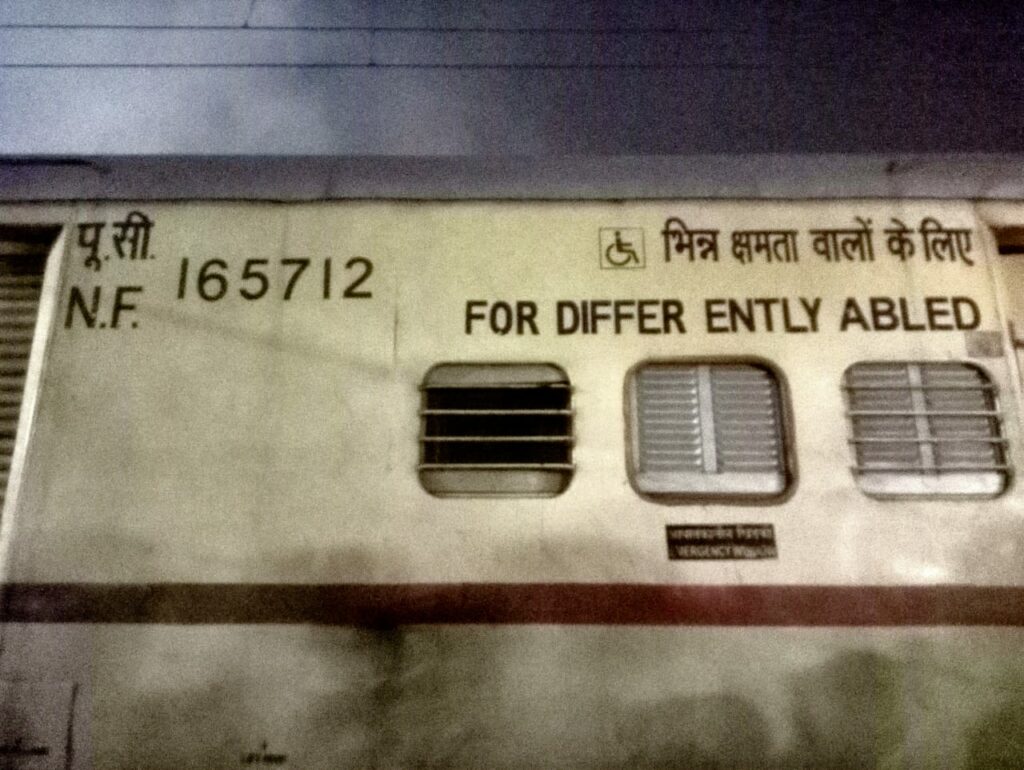 पू.सी.
N.F. 165712
भिन्न क्षमता वालों के लिए
FOR DIFFER ENTLY ABLED